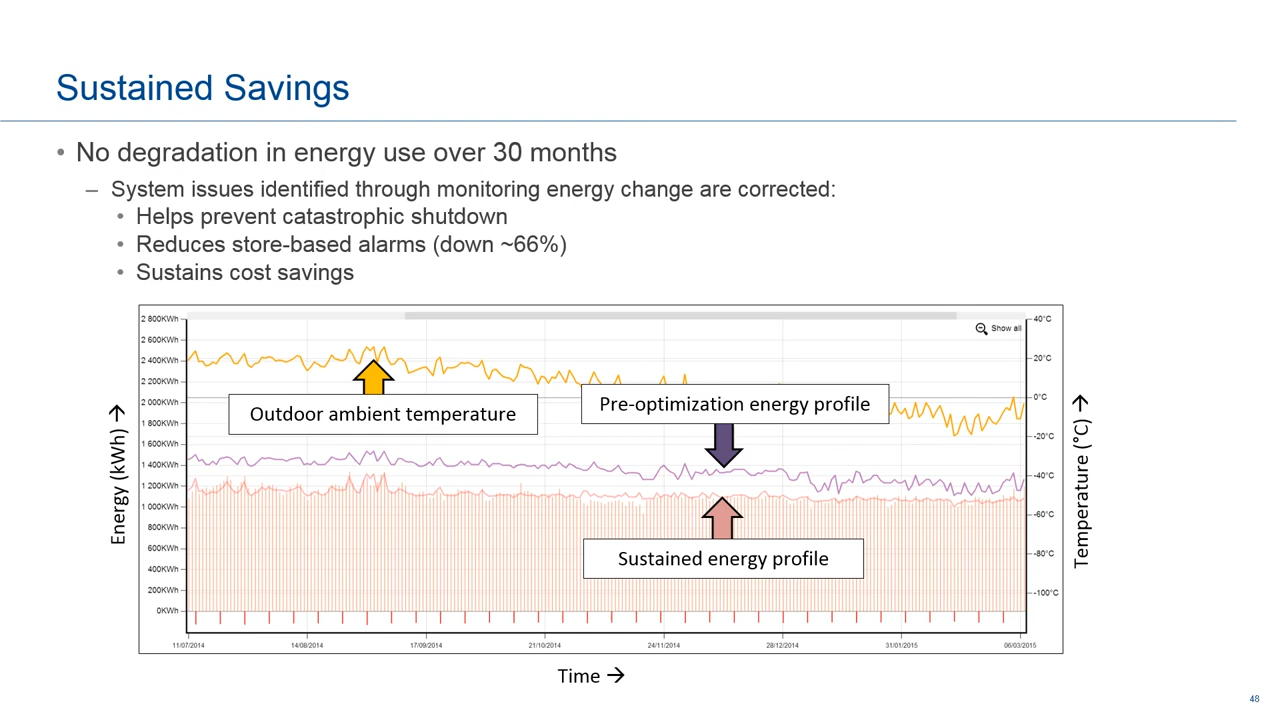 Sustained Savings
• No degradation in energy use over 30 months
– System issues identified through monitoring energy change are corrected:
• Helps prevent catastrophic shutdown
• Reduces store-based alarms (down ~66%)
• Sustains cost savings
Show all
2 800KWh
2 600KWh
2 400KWh
2 200KWh
2 000KWh
1 800KWh
1 600KWh
1 400KWh
1 200KWh
1 000KWh
800KWh
600KWh
400KWh
200KWh
0KWh
Energy (kWh) →
Outdoor ambient temperature
Pre-optimization energy profile
Sustained energy profile
40°C
20°C
0°C
-20°C
-40°C
-60°C
-80°C
-100°C
Temperature (°C) →
11/07/2014 14/08/2014 17/09/2014 21/10/2014 24/11/2014 28/12/2014 31/01/2015 06/03/2015
Time →
48